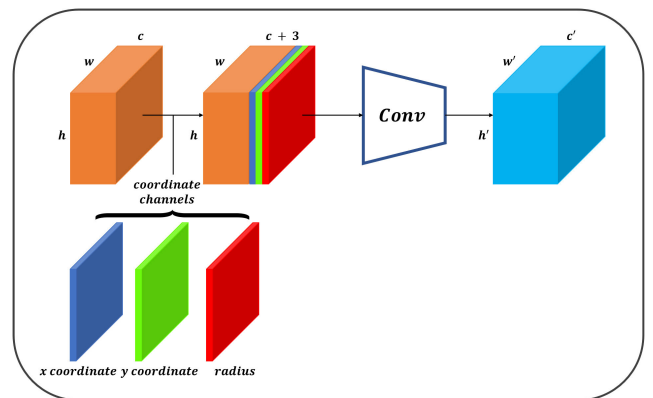 w c w c + 3 w′ c′
h h Conv h′
coordinate
channels
x coordinate y coordinate radius